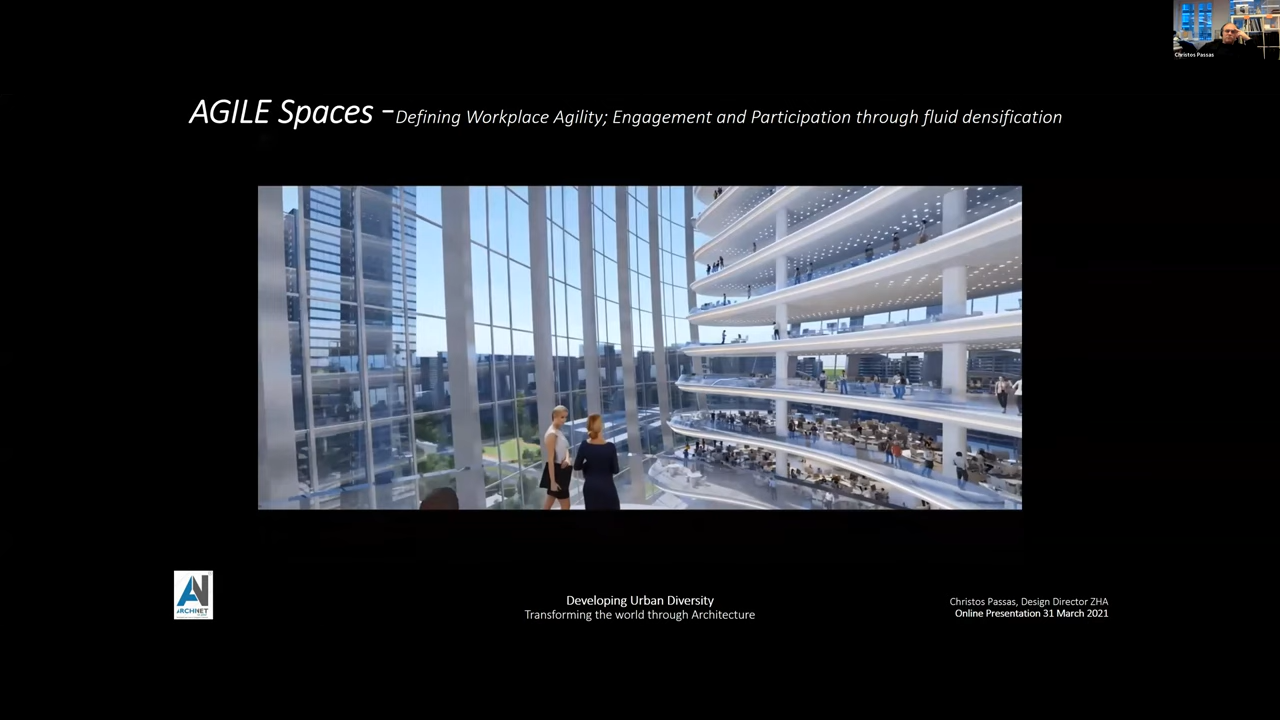 Christos Passas
AGILE Spaces – Defining Workplace Agility; Engagement and Participation through fluid densification
AN
ARCHNET
Developing Urban Diversity
Transforming the world through Architecture
Christos Passas, Design Director ZHA
Online Presentation 31 March 2021